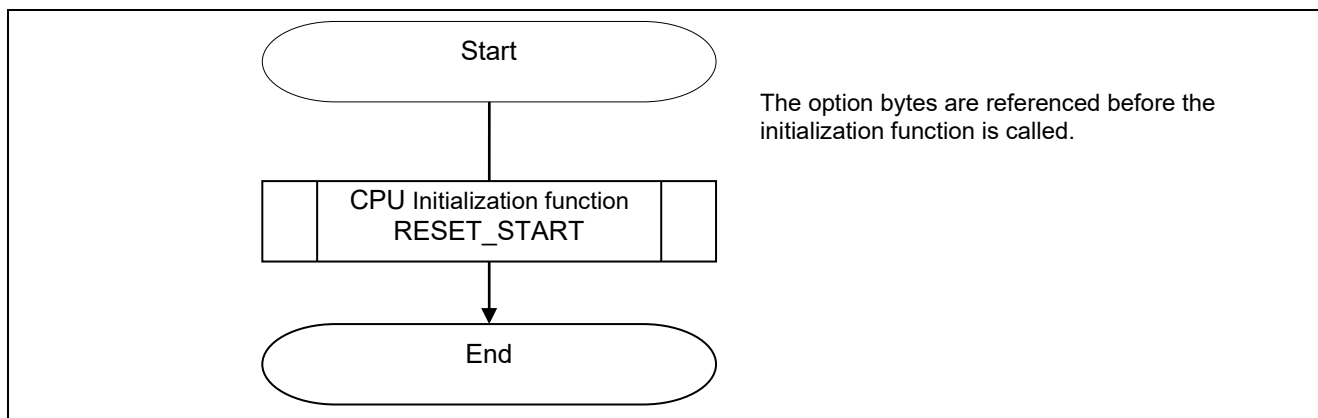 Start
The option bytes are referenced before the
initialization function is called.
CPU Initialization function
RESET_START
End